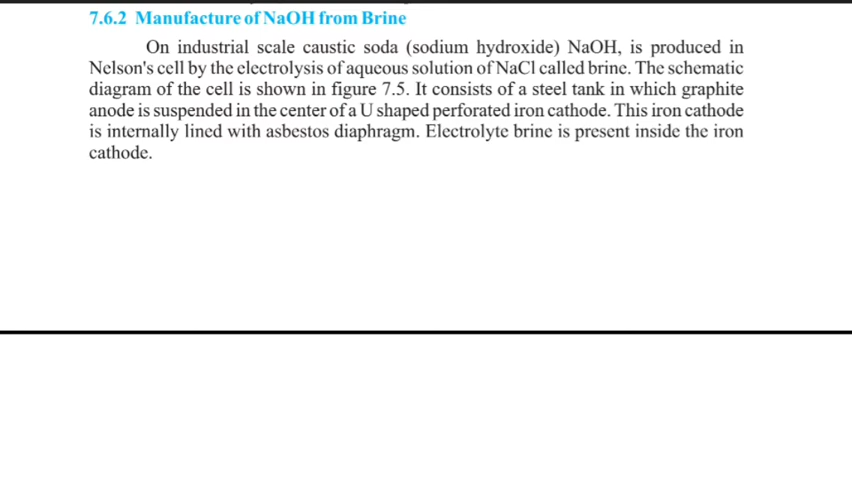 7.6.2 Manufacture of NaOH from Brine
On industrial scale caustic soda (sodium hydroxide) NaOH, is produced in
Nelson's cell by the electrolysis of aqueous solution of NaCl called brine. The schematic
diagram of the cell is shown in figure 7.5. It consists of a steel tank in which graphite
anode is suspended in the center of a U shaped perforated iron cathode. This iron cathode
is internally lined with asbestos diaphragm. Electrolyte brine is present inside the iron
cathode.